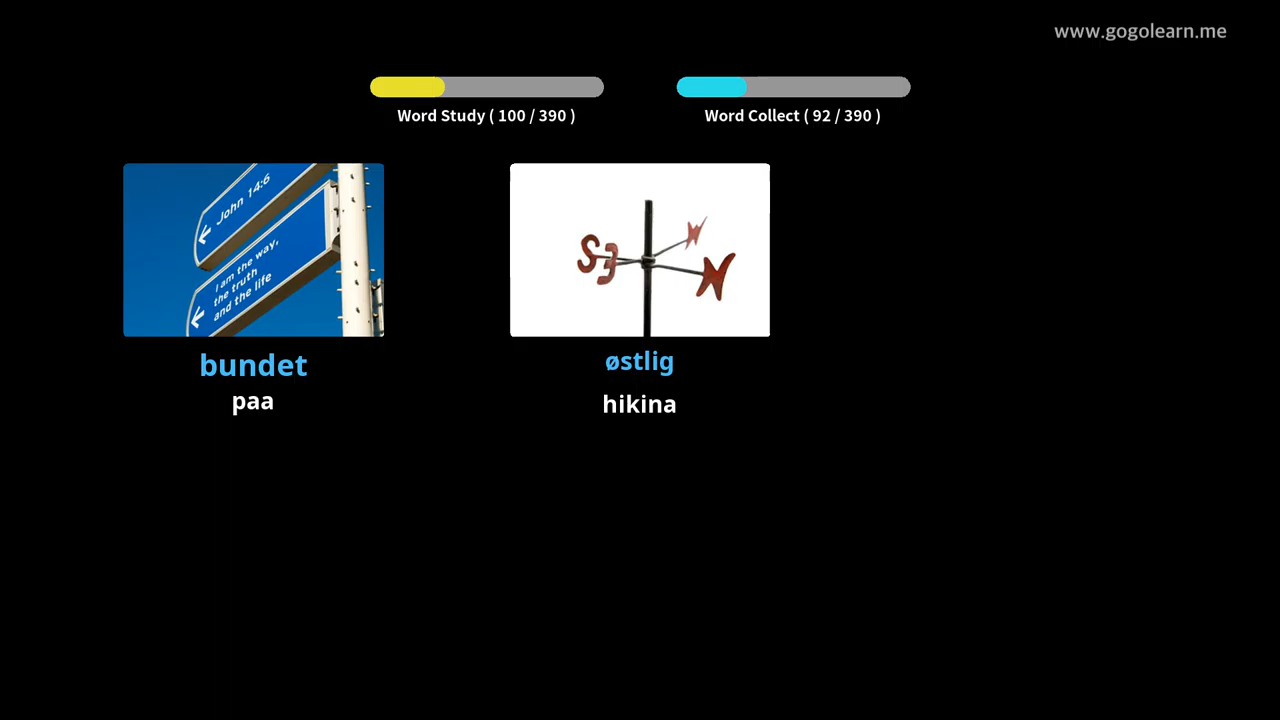 www.gogolearn.me
Word Study ( 100 / 390 )
Word Collect ( 92 / 390 )
John 14:6
I am the way,
the truth
and the life
S
E
N
bundet
paa
østlig
hikina